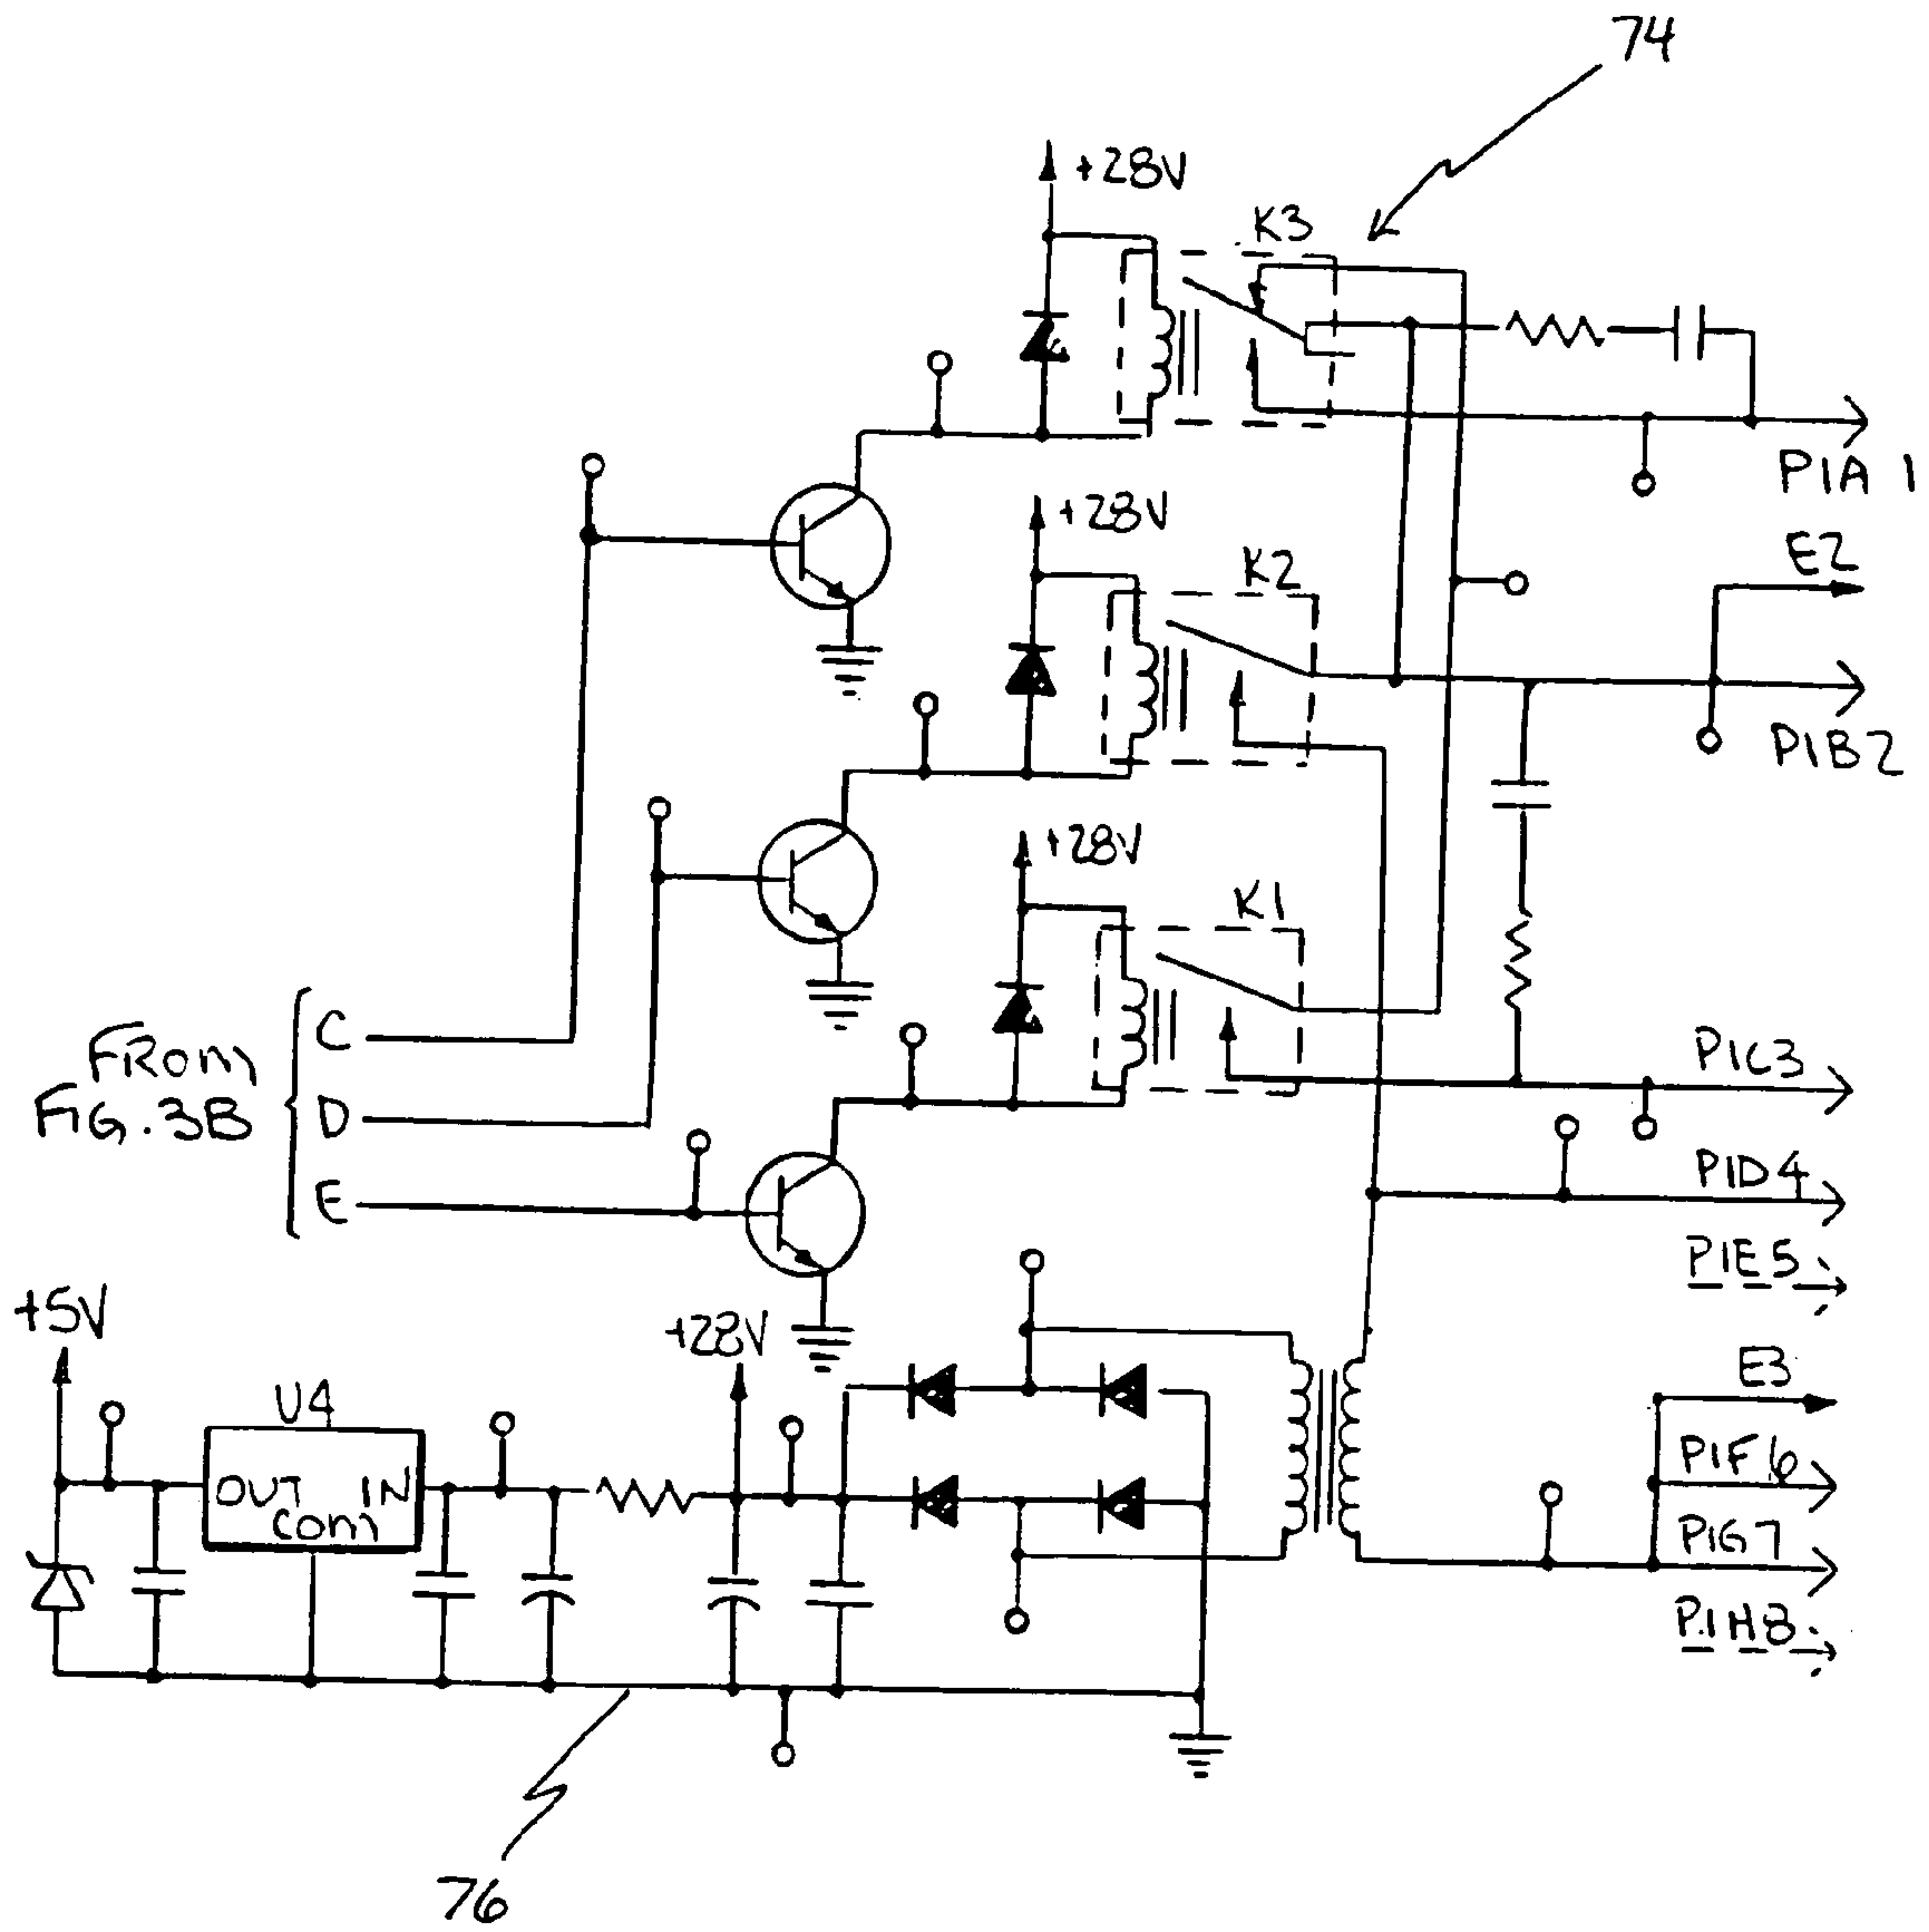 74
+28V
K3
P1A 1
+28V
E2
K2
P1B2
+28V
K1
FROM
FIG. 3B
C
D
E
P1C3
P1D4
P1E5
+5V
+28V
E3
U4
OUT IN
COM
P1F6
P1G7
P1H8
76